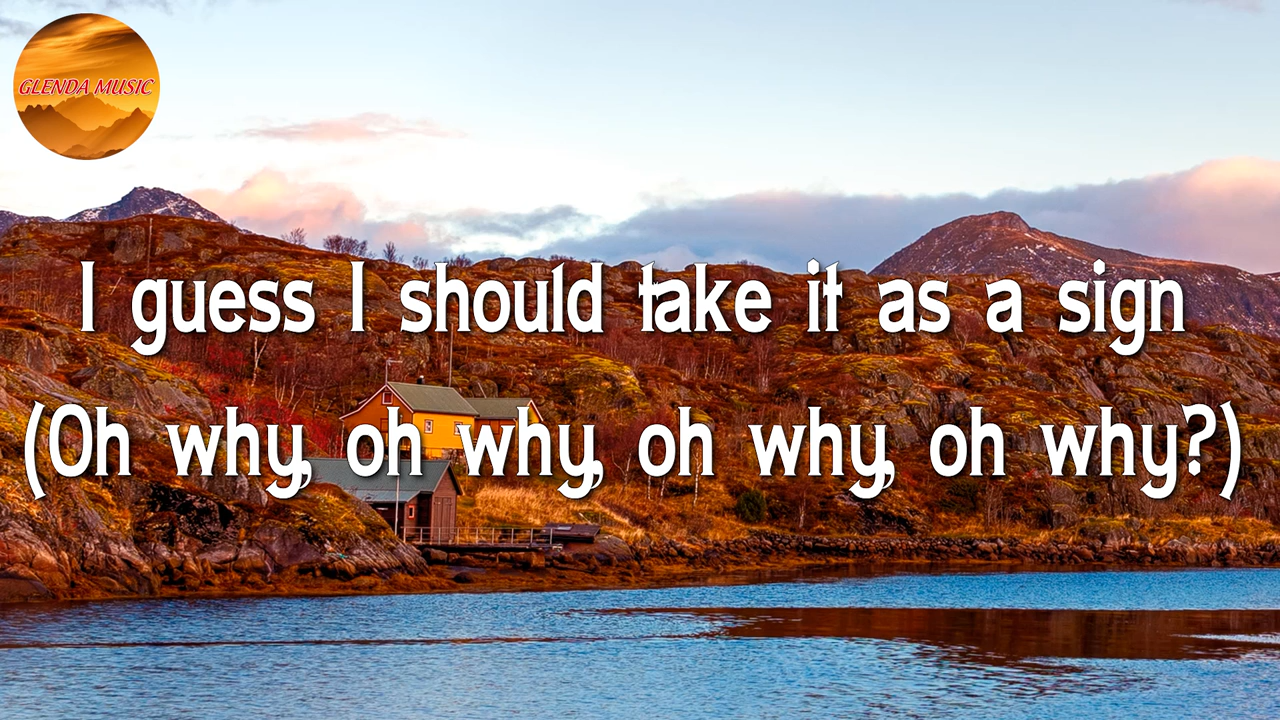 GLENDA MUSIC
I guess I should take it as a sign
(Oh why, oh why, oh why, oh why?)